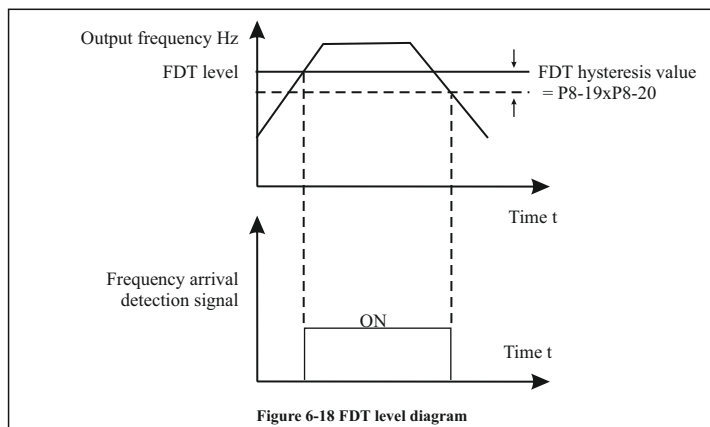 Output frequency Hz
FDT level
FDT hysteresis value
= P8-19xP8-20
Time t
Frequency arrival
detection signal
ON
Time t
Figure 6-18 FDT level diagram